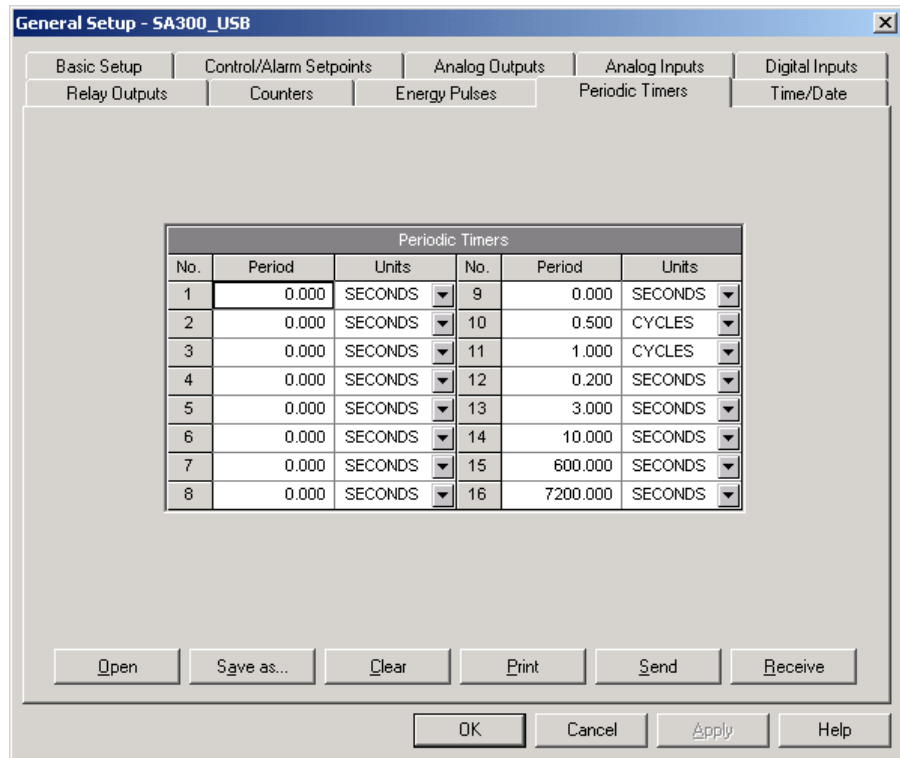 General Setup - SA300_USB
Basic Setup Control/Alarm Setpoints Analog Outputs Analog Inputs Digital Inputs
Relay Outputs Counters Energy Pulses Periodic Timers Time/Date
Periodic Timers
No. Period Units No. Period Units
1 0.000 SECONDS 9 0.000 SECONDS
2 0.000 SECONDS 10 0.500 CYCLES
3 0.000 SECONDS 11 1.000 CYCLES
4 0.000 SECONDS 12 0.200 SECONDS
5 0.000 SECONDS 13 3.000 SECONDS
6 0.000 SECONDS 14 10.000 SECONDS
7 0.000 SECONDS 15 600.000 SECONDS
8 0.000 SECONDS 16 7200.000 SECONDS
Open Save as... Clear Print Send Receive
OK Cancel Apply Help